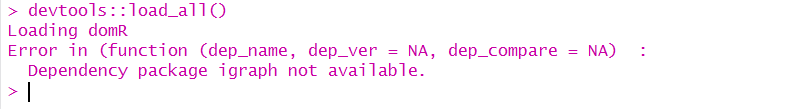 > devtools::load_all()
Loading domR
Error in (function (dep_name, dep_ver = NA, dep_compare = NA)  :
  Dependency package igraph not available.
>